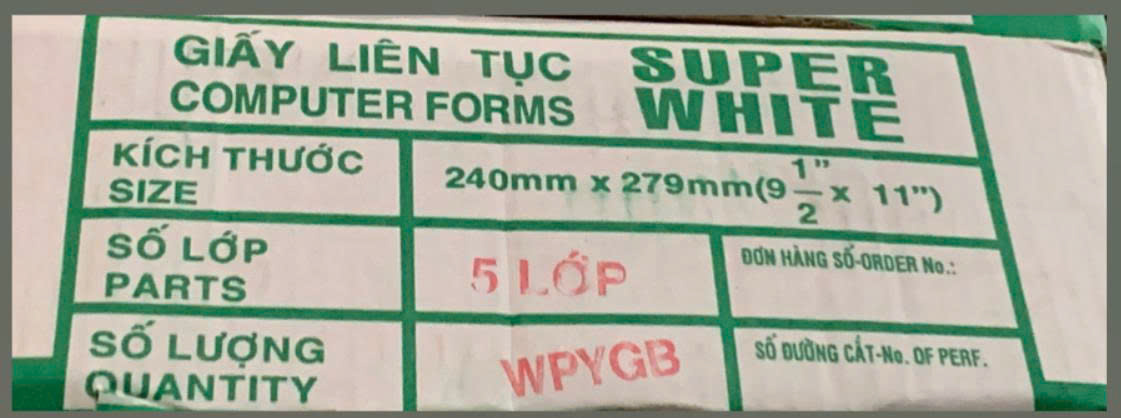 GIẤY LIÊN TỤC SUPER
COMPUTER FORMS WHITE
KÍCH THƯỚC
SIZE
240mm x 279mm(9 1"/2 x 11")
SỐ LỚP
PARTS
5 LỚP
ĐƠN HÀNG SỐ-ORDER No.:
SỐ LƯỢNG
QUANTITY
WPYGB
SỐ ĐƯỜNG CẮT-No. OF PERF.